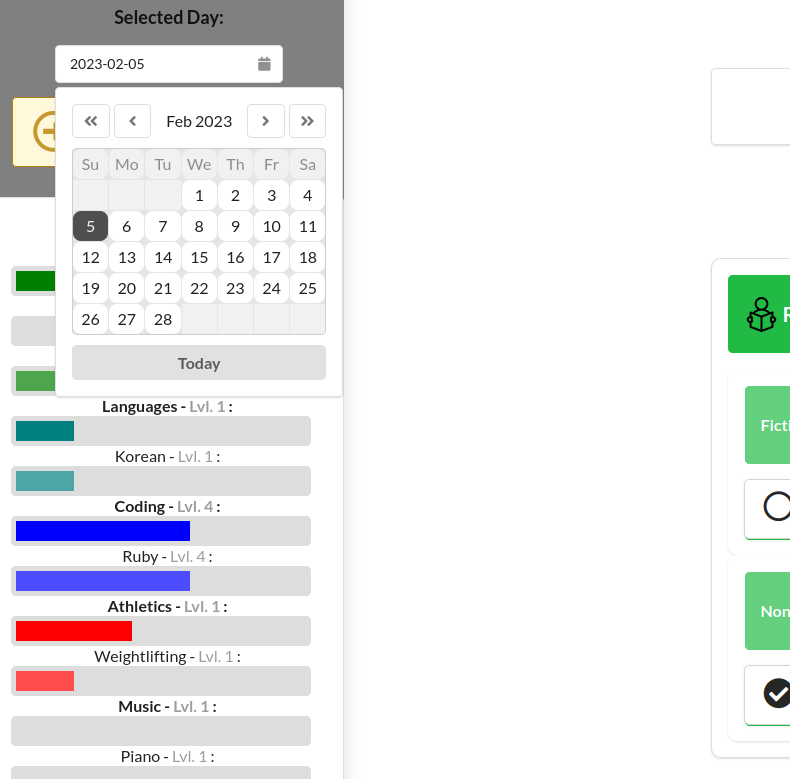 Selected Day:
2023-02-05
Feb 2023
Su Mo Tu We Th Fr Sa
1 2 3 4
5 6 7 8 9 10 11
12 13 14 15 16 17 18
19 20 21 22 23 24 25
26 27 28
Today
Languages - Lvl. 1 :
Korean - Lvl. 1 :
Coding - Lvl. 4 :
Ruby - Lvl. 4 :
Athletics - Lvl. 1 :
Weightlifting - Lvl. 1 :
Music - Lvl. 1 :
Piano - Lvl. 1 :
Ficti
Non